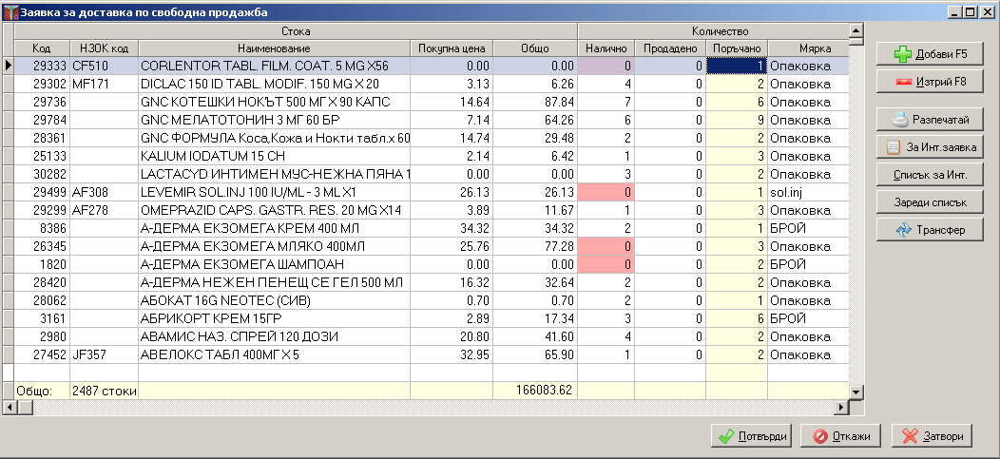 Заявка за доставка по свободна продажба
Стока Количество
Код НЗОК код Наименование Покупна цена Общо Налично Продадено Поръчано Мярка
29333 CF510 CORLENTOR TABL. FILM. COAT. 5 MG X56 0.00 0.00 0 0 1 Опаковка
29302 MF171 DICLAC 150 ID TABL. MODIF. 150 MG X 20 3.13 6.26 4 0 2 Опаковка
29736 GNC КОТЕШКИ НОКЪТ 500 МГ X 90 КАПС 14.64 87.84 7 0 6 Опаковка
29784 GNC МЕЛАТОТОНИН 3 МГ 60 БР 7.14 64.26 6 0 9 Опаковка
28361 GNC ФОРМУЛА Коса,Кожа и Нокти табл.x 60 14.74 29.48 2 0 2 Опаковка
25133 KALIUM IODATUM 15 CH 2.14 6.42 1 0 3 Опаковка
30282 LACTACYD ИНТИМЕН МУС-НЕЖНА ПЯНА 1 0.00 0.00 3 0 2 Опаковка
29499 AF308 LEVEMIR SOL.INJ 100 IU/ML - 3 ML X1 26.13 26.13 0 0 1 sol.inj
29299 AF278 OMEPRAZID CAPS. GASTR. RES. 20 MG X14 3.89 11.67 1 0 3 Опаковка
8386 А-ДЕРМА ЕКЗОМЕГА КРЕМ 400 МЛ 34.32 34.32 2 0 1 БРОЙ
26345 А-ДЕРМА ЕКЗОМЕГА МЛЯКО 400МЛ 25.76 77.28 0 0 3 Опаковка
1820 А-ДЕРМА ЕКЗОМЕГА ШАМПОАН 0.00 0.00 0 0 2 БРОЙ
28420 А-ДЕРМА НЕЖЕН ПЕНЕЩ СЕ ГЕЛ 500 МЛ 16.32 32.64 2 0 2 Опаковка
28062 АБОКАТ 16G NEOTEC (СИВ) 0.70 0.70 2 0 1 Опаковка
3161 АБРИКОРТ КРЕМ 15ГР 2.89 17.34 3 0 6 БРОЙ
2980 АВАМИС НАЗ. СПРЕЙ 120 ДОЗИ 20.80 41.60 4 0 2 Опаковка
27452 JF357 АВЕЛОКС ТАБЛ 400МГ X 5 32.95 65.90 1 0 2 Опаковка
Общо: 2487 стоки 166083.62
Добави F5
Изтрий F8
Разпечатай
За Инт.заявка
Списък за Инт.
Зареди списък
Трансфер
Потвърди Откажи Затвори